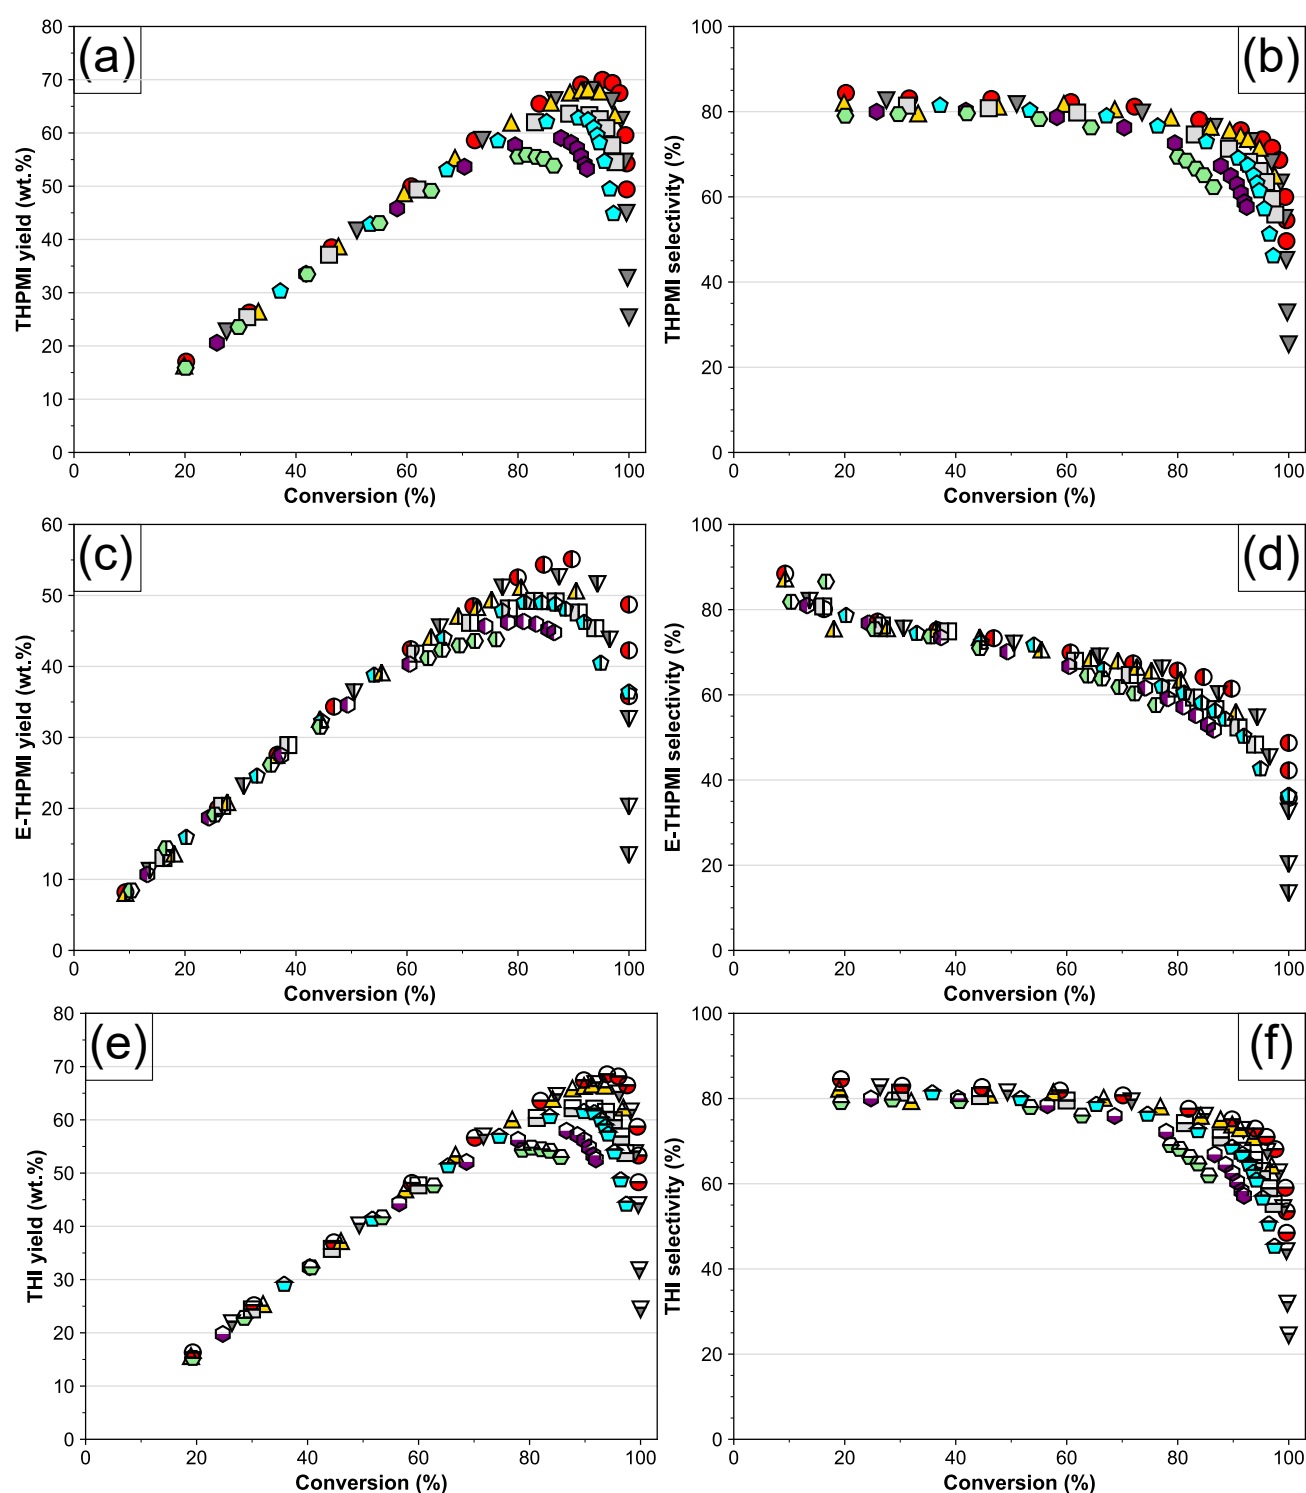 (a)
THPMI yield (wt.%)
80
70
60
50
40
30
20
10
0
0 20 40 60 80 100
Conversion (%)
(b)
THPMI selectivity (%)
100
80
60
40
20
0
0 20 40 60 80 100
Conversion (%)
(c)
E-THPMI yield (wt.%)
60
50
40
30
20
10
0
0 20 40 60 80 100
Conversion (%)
(d)
E-THPMI selectivity (%)
100
80
60
40
20
0
0 20 40 60 80 100
Conversion (%)
(e)
THI yield (wt.%)
80
70
60
50
40
30
20
10
0
0 20 40 60 80 100
Conversion (%)
(f)
THI selectivity (%)
100
80
60
40
20
0
0 20 40 60 80 100
Conversion (%)